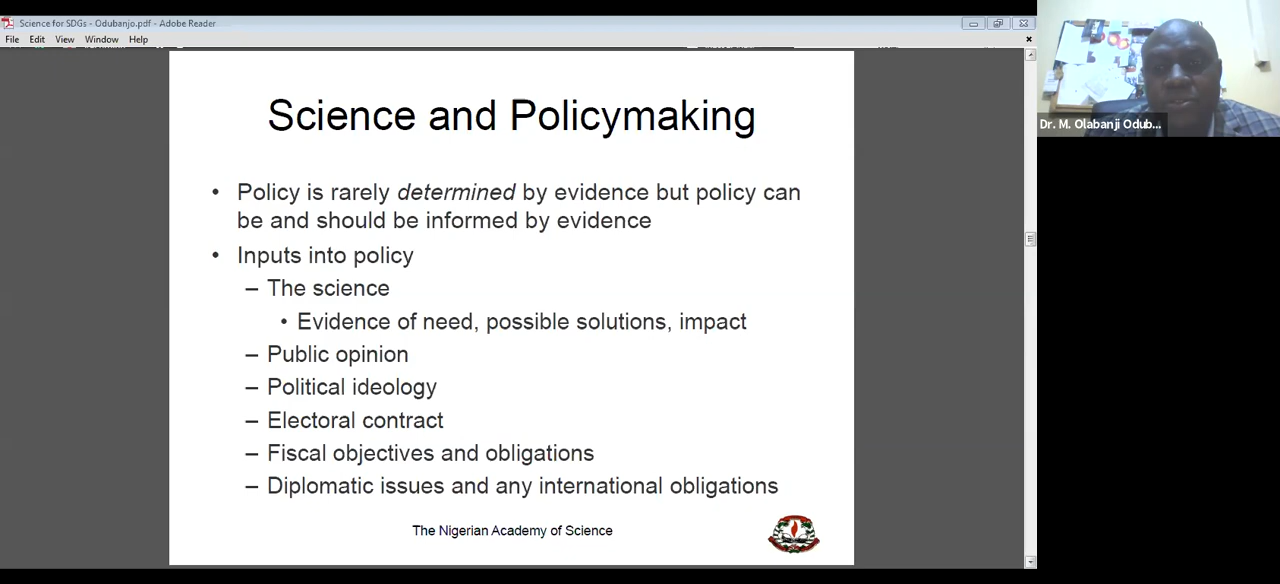 Science for SDGs - Odubanjo.pdf - Adobe Reader
File Edit View Window Help
Science and Policymaking
• Policy is rarely determined by evidence but policy can
be and should be informed by evidence
• Inputs into policy
– The science
• Evidence of need, possible solutions, impact
– Public opinion
– Political ideology
– Electoral contract
– Fiscal objectives and obligations
– Diplomatic issues and any international obligations
The Nigerian Academy of Science
Dr. M. Olabanji Odub...